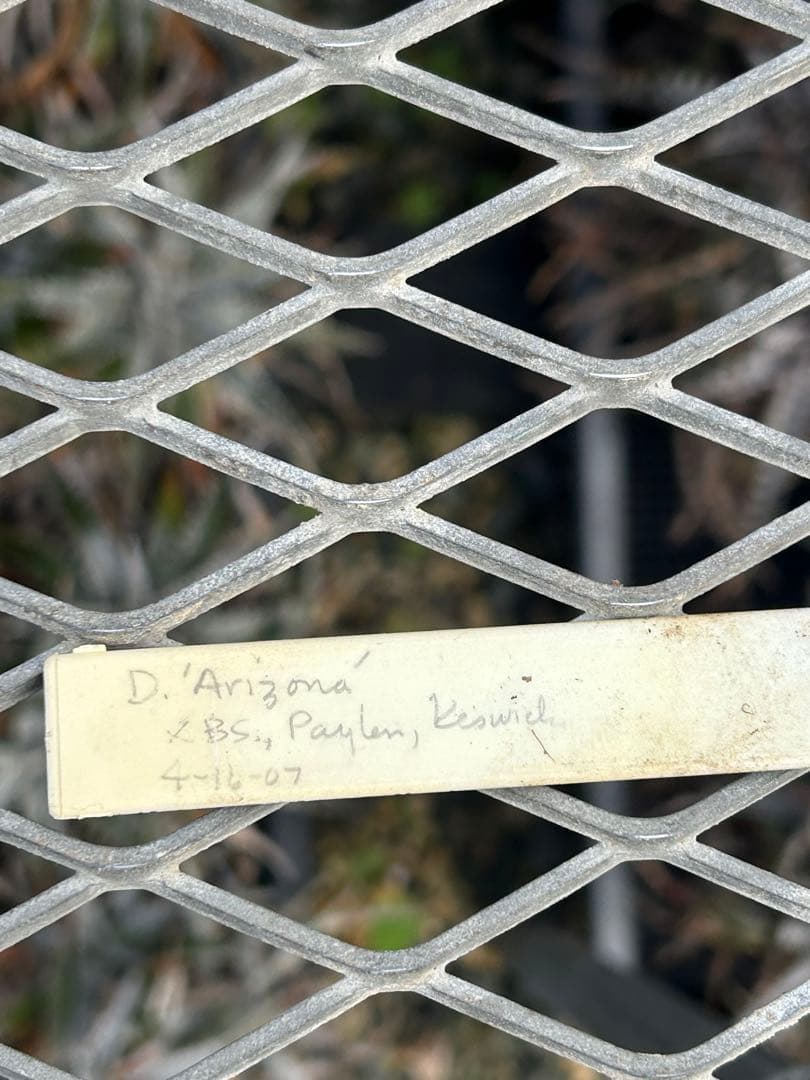 D. 'Arizona'
BS., Paylen, Keswick
4-16-07